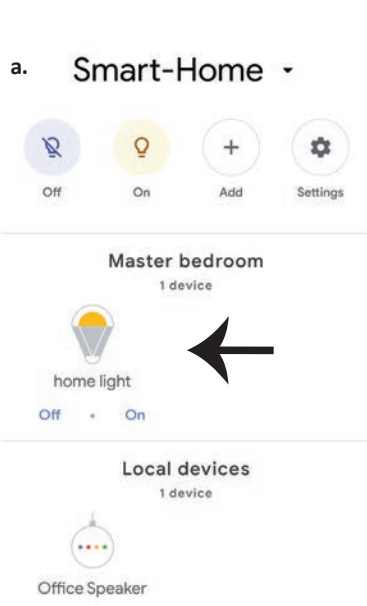 a. Smart-Home
Off On Add Settings
Master bedroom
1 device
home light
Off • On
Local devices
1 device
Office Speaker